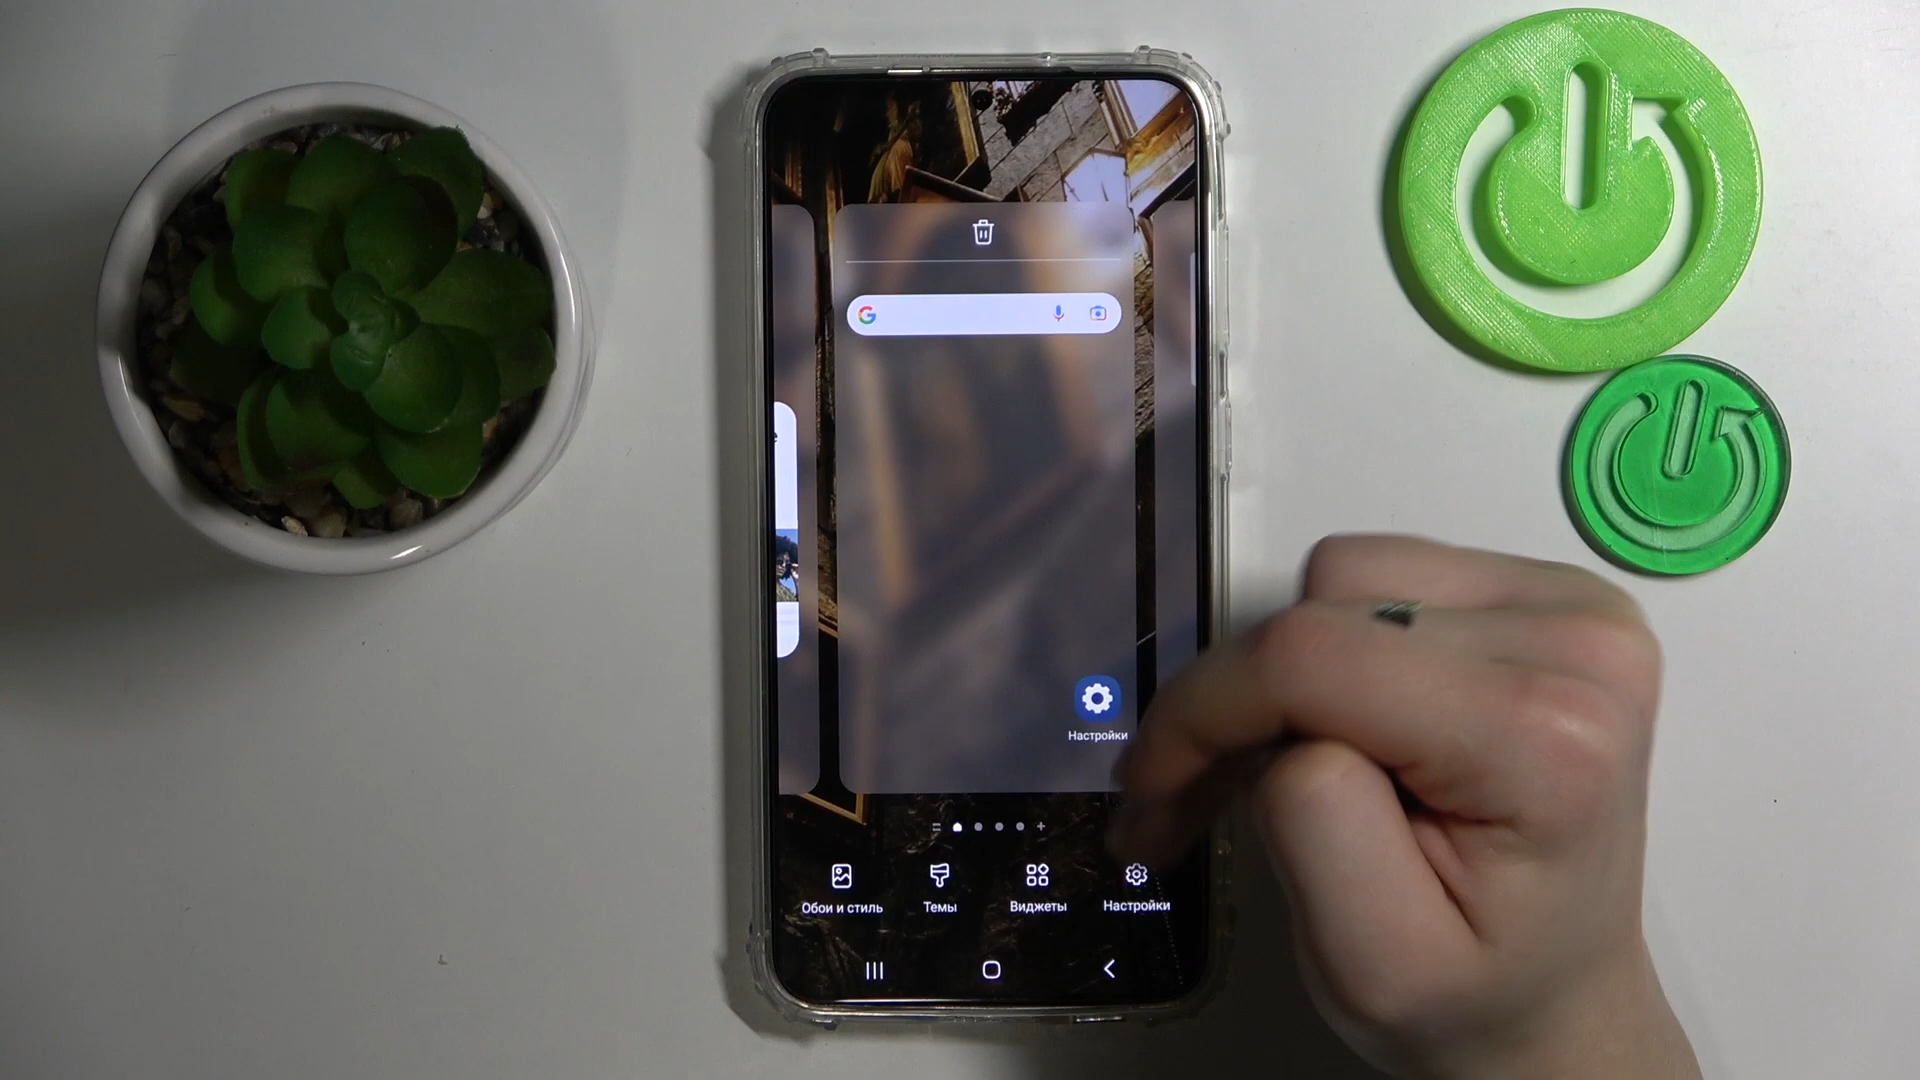 Настройки
Обои и стиль
Темы
Виджеты
Настройки